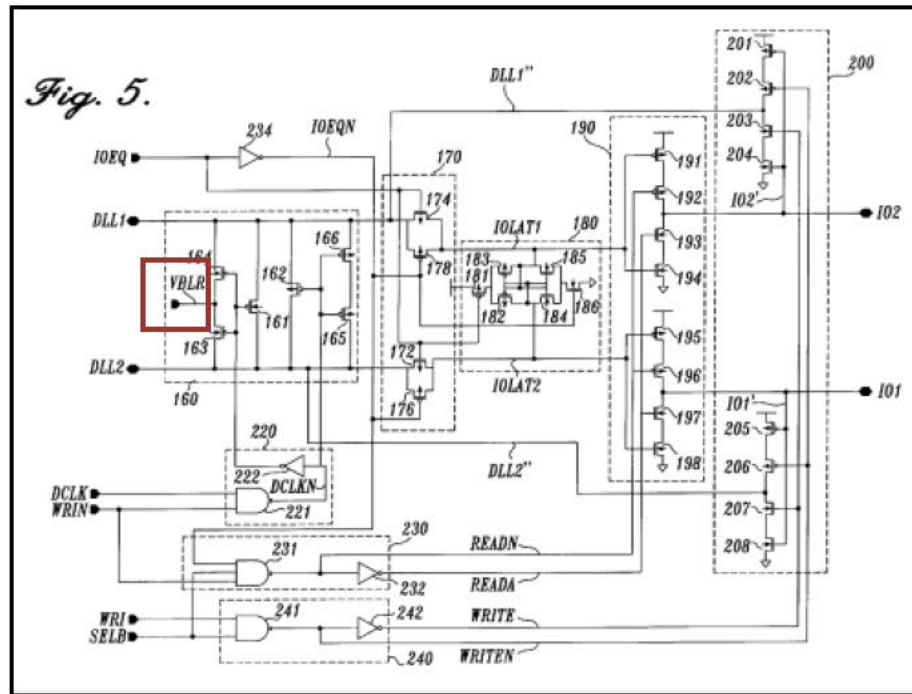 Fig. 5.
201
202
203
204
200
DLL1"
234
IOEQN
190
IOEQ
170
191
174
192
IO2'
DLL1
IO2
166
IOLAT1
180
164
162
178
183
185
193
181
194
VBLR
161
186
182
184
163
165
195
172
DLL2
196
IOLAT2
IO1'
IO1
160
176
205
197
220
206
198
222
DLL2"
DCLKN
DCLK
207
WRIN
221
230
READN
208
231
232
READA
WRI
241
242
WRITE
SELB
WRITEN
240